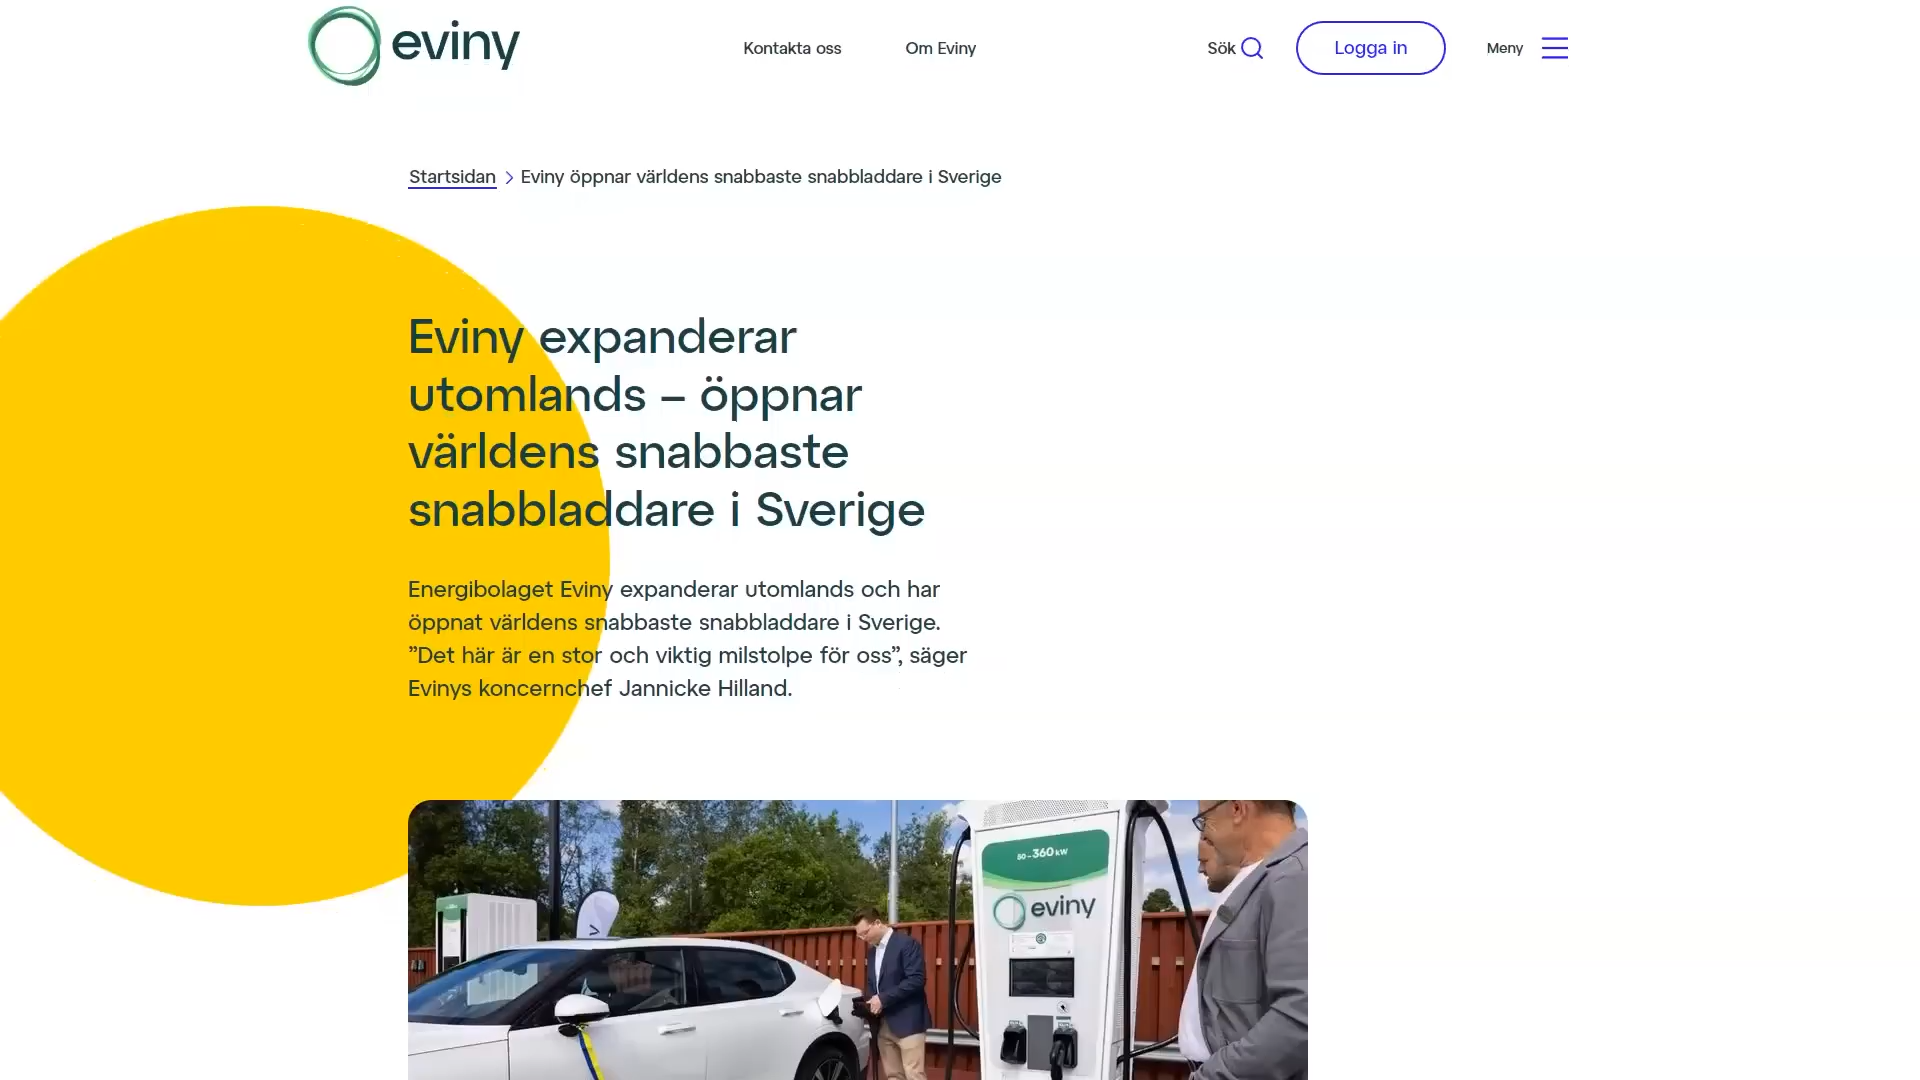 eviny
Kontakta oss
Om Eviny
Sök
Logga in
Meny
Startsidan
Eviny öppnar världens snabbaste snabbladdare i Sverige
Eviny expanderar
utomlands – öppnar
världens snabbaste
snabbladdare i Sverige
Energibolaget Eviny expanderar utomlands och har
öppnat världens snabbaste snabbladdare i Sverige.
”Det här är en stor och viktig milstolpe för oss”, säger
Evinys koncernchef Jannicke Hilland.
50–360 kW
eviny